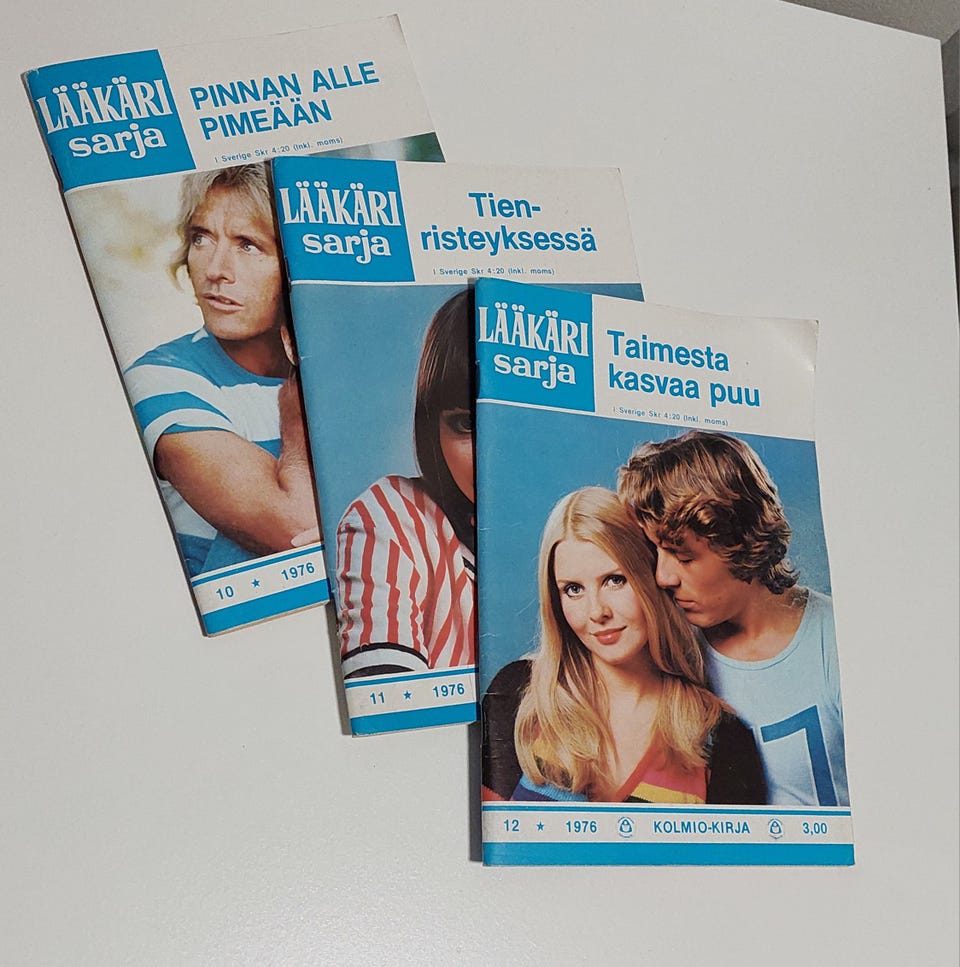 LÄÄKÄRI
sarja
PINNAN ALLE
PIMEÄÄN
I Sverige Skr 4:20 (Inkl. moms)
10 ★ 1976
LÄÄKÄRI
sarja
Tien-
risteyksessä
I Sverige Skr 4:20 (Inkl. moms)
11 ★ 1976
LÄÄKÄRI
sarja
Taimesta
kasvaa puu
I Sverige Skr 4:20 (Inkl. moms)
7
12 ★ 1976 KOLMIO-KIRJA 3,00